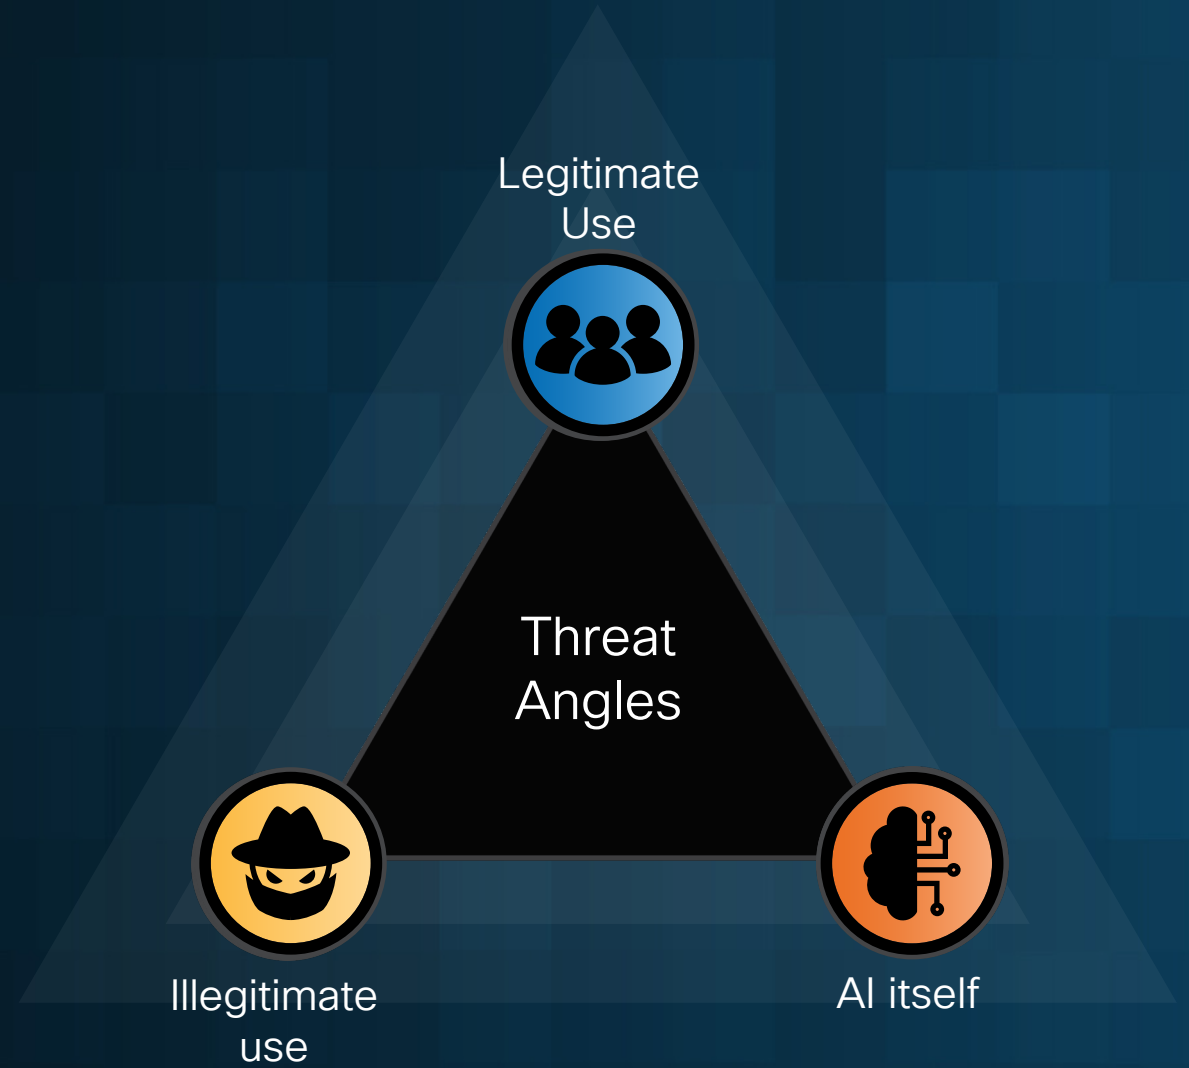 Legitimate
Use
Threat
Angles
Illegitimate
use
AI itself